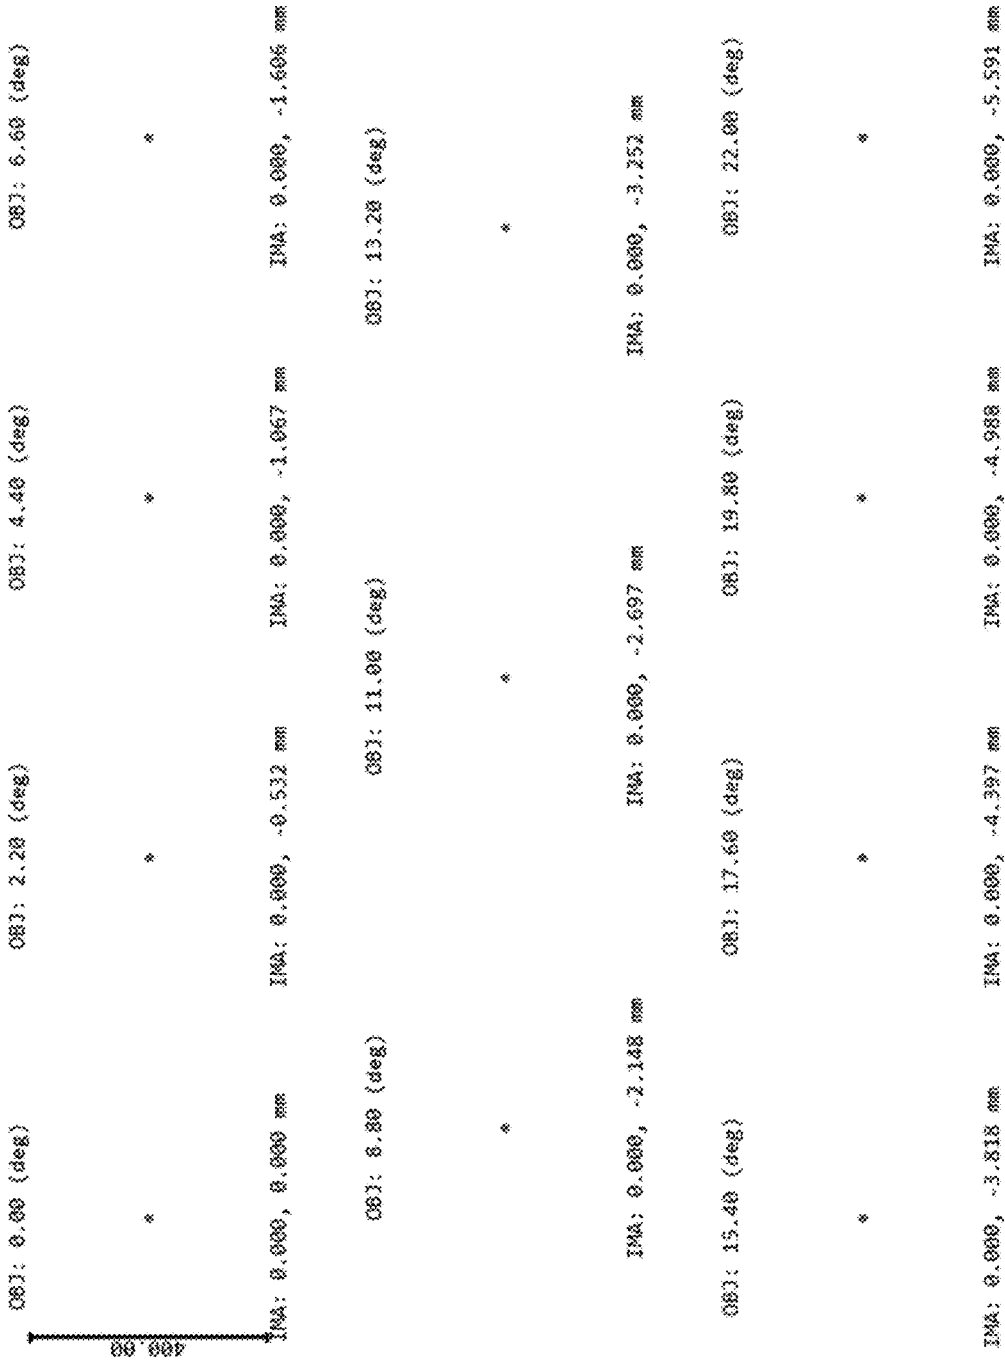 OBJ: 0.00 (deg)
OBJ: 2.20 (deg)
OBJ: 4.40 (deg)
OBJ: 6.60 (deg)
400.00
IMA: 0.000, 0.000 mm
IMA: 0.000, -0.532 mm
IMA: 0.000, -1.067 mm
IMA: 0.000, -1.606 mm
OBJ: 8.80 (deg)
OBJ: 11.00 (deg)
OBJ: 13.20 (deg)
IMA: 0.000, -2.148 mm
IMA: 0.000, -2.697 mm
IMA: 0.000, -3.252 mm
OBJ: 15.40 (deg)
OBJ: 17.60 (deg)
OBJ: 19.80 (deg)
OBJ: 22.00 (deg)
IMA: 0.000, -3.818 mm
IMA: 0.000, -4.397 mm
IMA: 0.000, -4.988 mm
IMA: 0.000, -5.591 mm